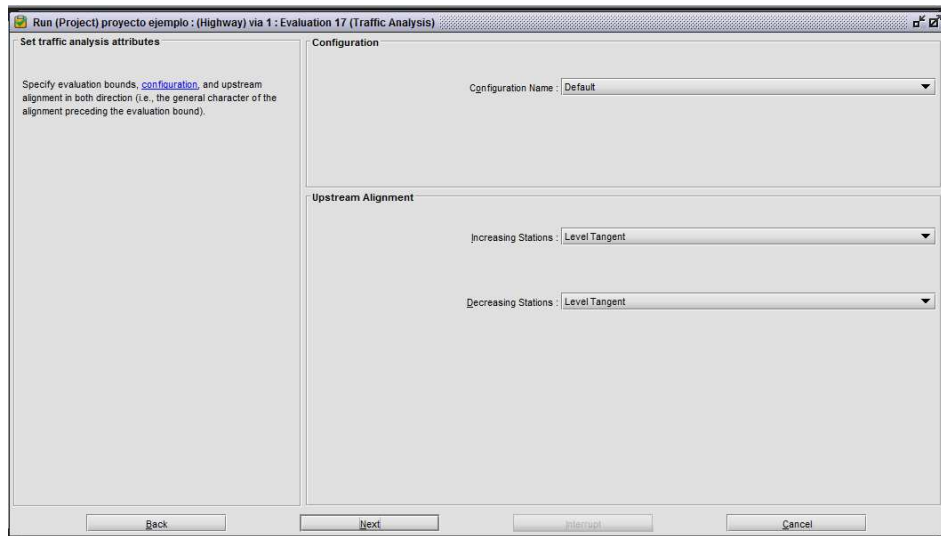 Run (Project) proyecto ejemplo : (Highway) via 1 : Evaluation 17 (Traffic Analysis)
Set traffic analysis attributes
Specify evaluation bounds, configuration, and upstream
alignment in both direction (i.e., the general character of the
alignment preceding the evaluation bound).
Configuration
Configuration Name : Default
Upstream Alignment
Increasing Stations : Level Tangent
Decreasing Stations : Level Tangent
Back Next Interrupt Cancel